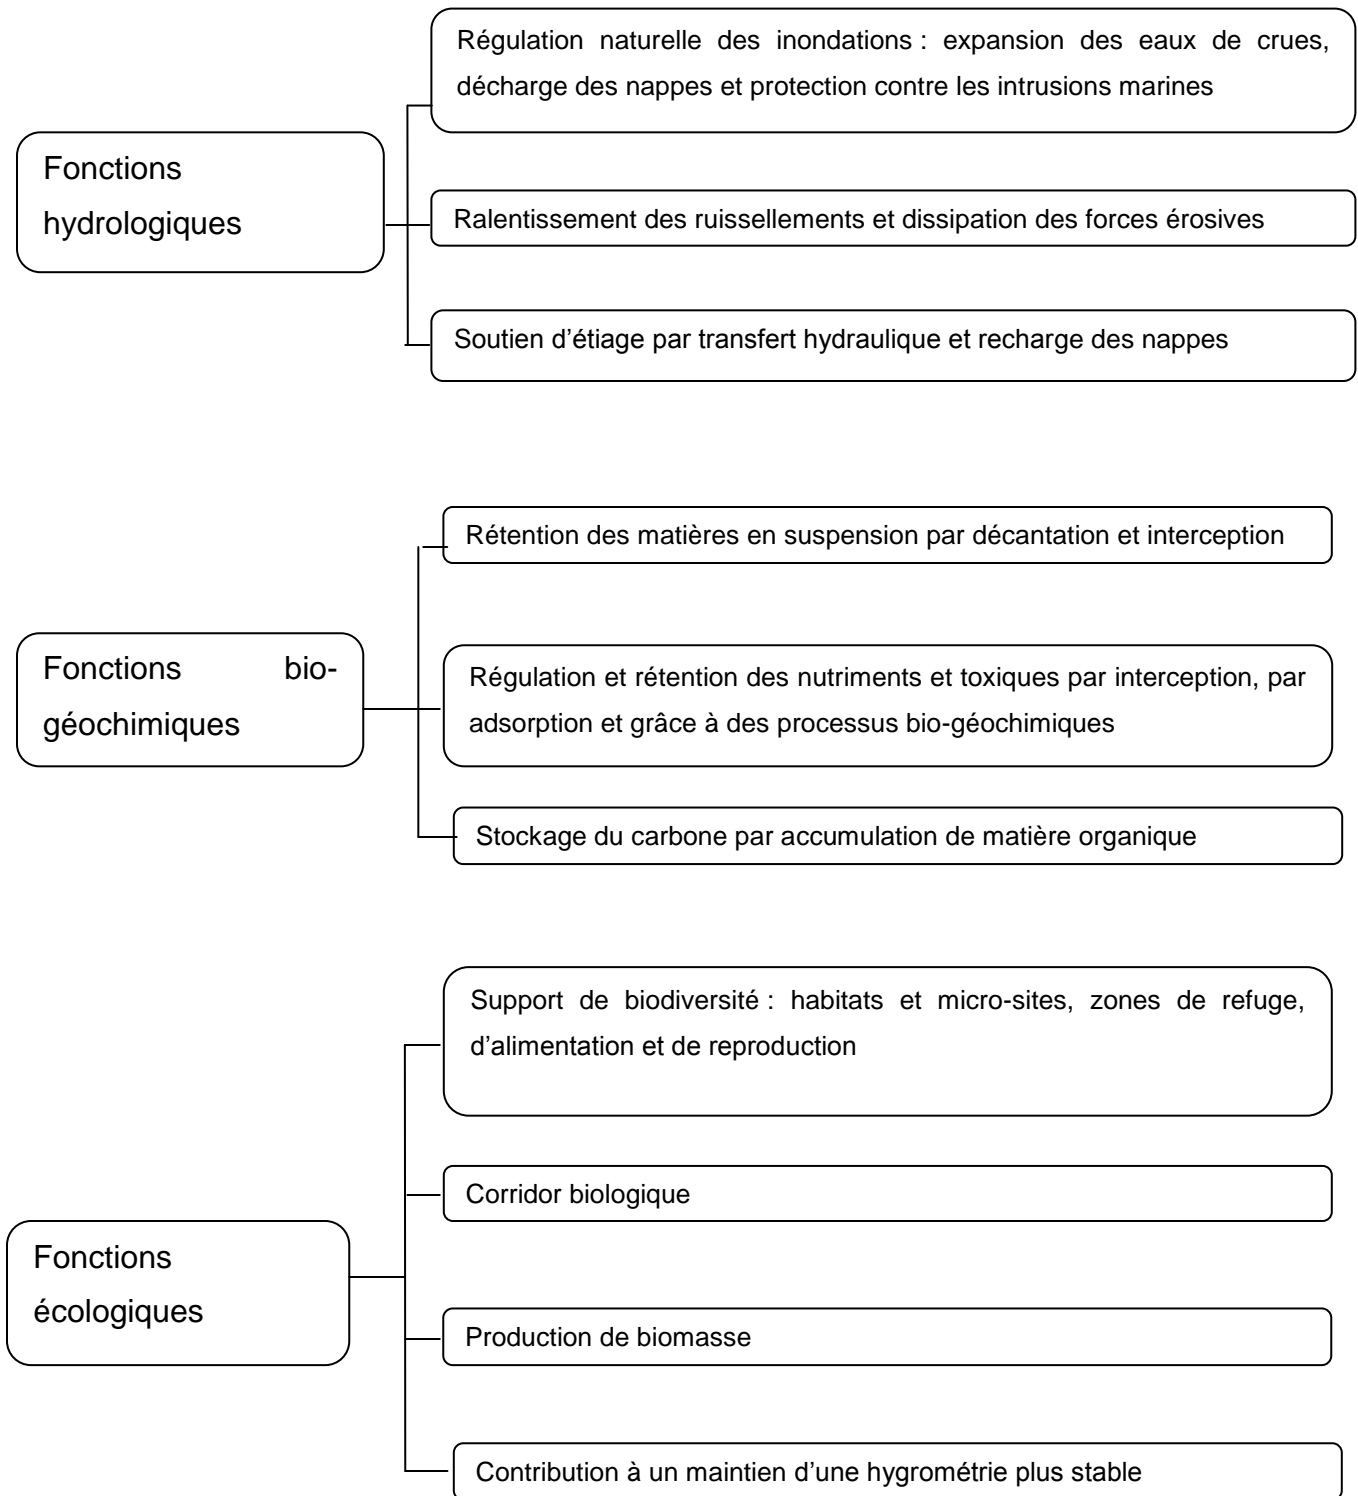 Régulation naturelle des inondations : expansion des eaux de crues,
décharge des nappes et protection contre les intrusions marines
Fonctions
hydrologiques
Ralentissement des ruissellements et dissipation des forces érosives
Soutien d’étiage par transfert hydraulique et recharge des nappes
Rétention des matières en suspension par décantation et interception
Fonctions bio-
géochimiques
Régulation et rétention des nutriments et toxiques par interception, par
adsorption et grâce à des processus bio-géochimiques
Stockage du carbone par accumulation de matière organique
Support de biodiversité : habitats et micro-sites, zones de refuge,
d’alimentation et de reproduction
Corridor biologique
Fonctions
écologiques
Production de biomasse
Contribution à un maintien d’une hygrométrie plus stable